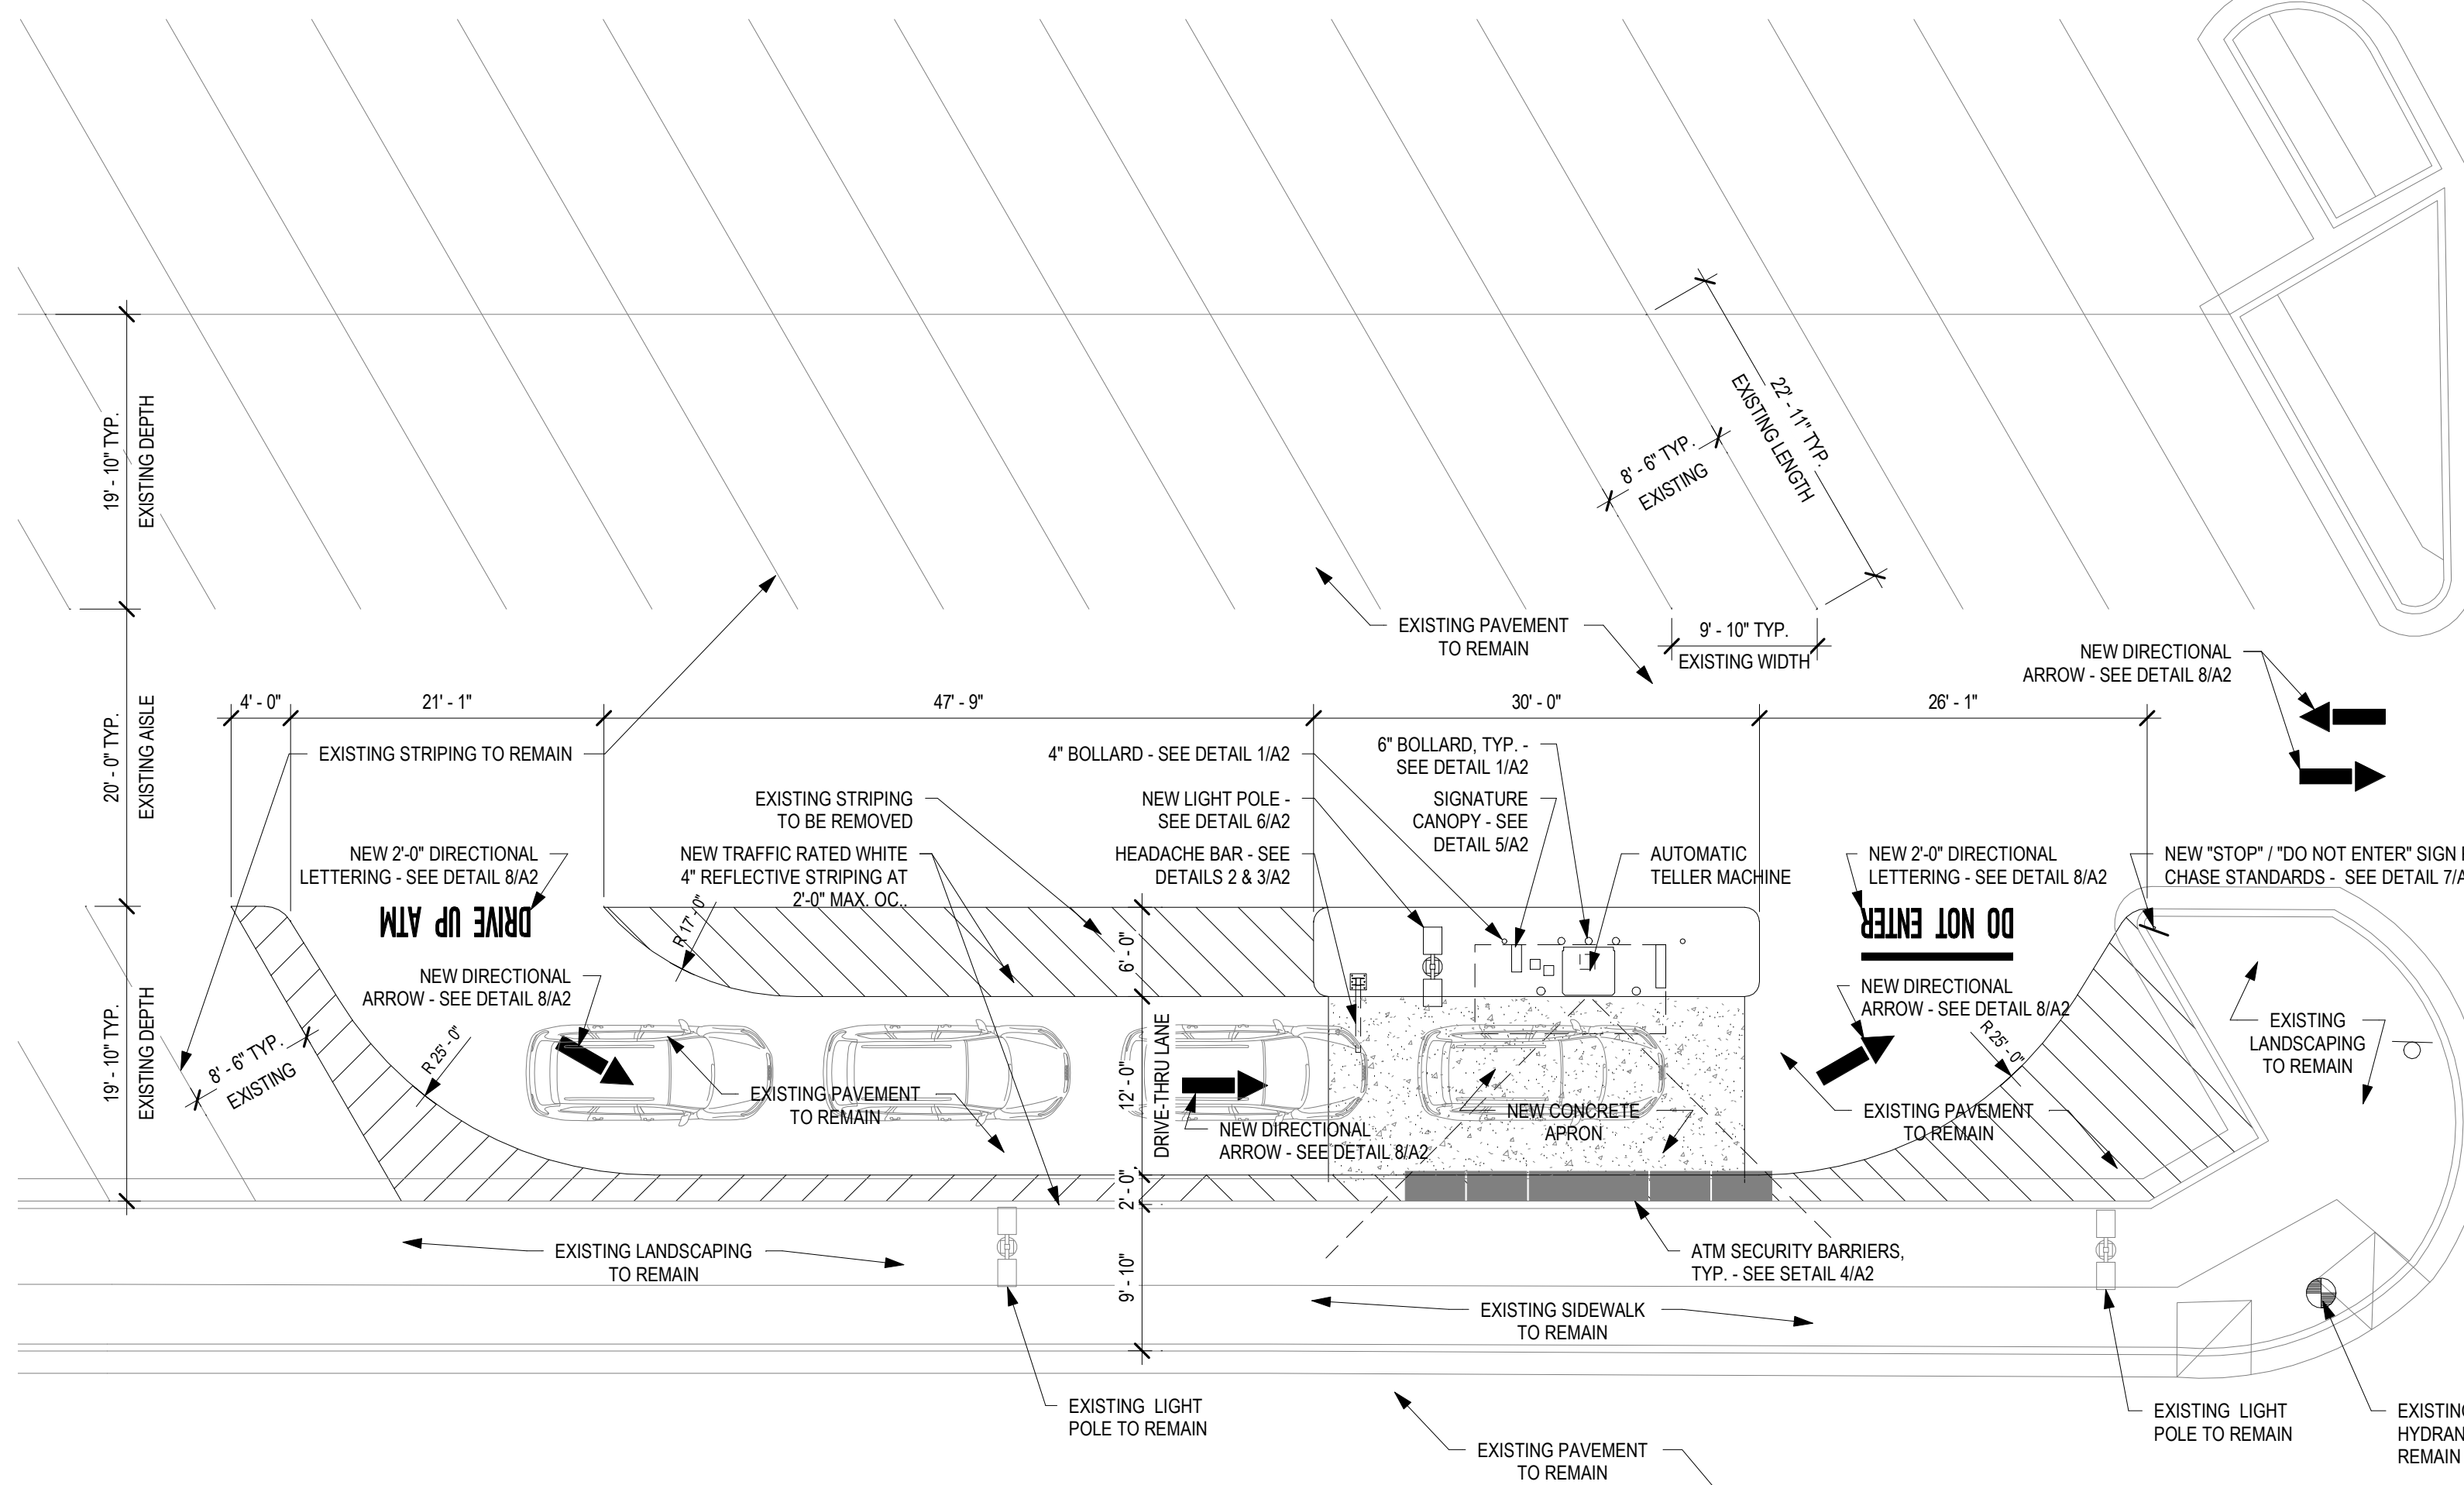 19' - 10" TYP.
EXISTING DEPTH
22' - 11" TYP.
EXISTING LENGTH
8' - 6" TYP.
EXISTING
EXISTING PAVEMENT
TO REMAIN
9' - 10" TYP.
EXISTING WIDTH
NEW DIRECTIONAL
ARROW - SEE DETAIL 8/A2
20' - 0" TYP.
EXISTING AISLE
4' - 0"
21' - 1"
47' - 9"
30' - 0"
26' - 1"
EXISTING STRIPING TO REMAIN
4" BOLLARD - SEE DETAIL 1/A2
6" BOLLARD, TYP. -
SEE DETAIL 1/A2
EXISTING STRIPING
TO BE REMOVED
NEW LIGHT POLE -
SEE DETAIL 6/A2
SIGNATURE
CANOPY - SEE
DETAIL 5/A2
NEW 2'-0" DIRECTIONAL
LETTERING - SEE DETAIL 8/A2
NEW TRAFFIC RATED WHITE
4" REFLECTIVE STRIPING AT
2'-0" MAX. OC..
HEADACHE BAR - SEE
DETAILS 2 & 3/A2
AUTOMATIC
TELLER MACHINE
NEW 2'-0" DIRECTIONAL
LETTERING - SEE DETAIL 8/A2
NEW "STOP" / "DO NOT ENTER" SIGN
CHASE STANDARDS - SEE DETAIL
DRIVE UP ATM
R 17' - 0"
6' - 0"
DO NOT ENTER
NEW DIRECTIONAL
ARROW - SEE DETAIL 8/A2
NEW DIRECTIONAL
ARROW - SEE DETAIL 8/A2
19' - 10" TYP.
EXISTING DEPTH
8' - 6" TYP.
EXISTING
R 25' - 0"
12' - 0"
DRIVE-THRU LANE
R 25' - 0"
EXISTING
LANDSCAPING
TO REMAIN
EXISTING PAVEMENT
TO REMAIN
NEW DIRECTIONAL
ARROW - SEE DETAIL 8/A2
NEW CONCRETE
APRON
EXISTING PAVEMENT
TO REMAIN
2' - 0"
9' - 10"
EXISTING LANDSCAPING
TO REMAIN
ATM SECURITY BARRIERS,
TYP. - SEE SETAIL 4/A2
EXISTING SIDEWALK
TO REMAIN
EXISTING LIGHT
POLE TO REMAIN
EXISTING PAVEMENT
TO REMAIN
EXISTING LIGHT
POLE TO REMAIN
REMAIN